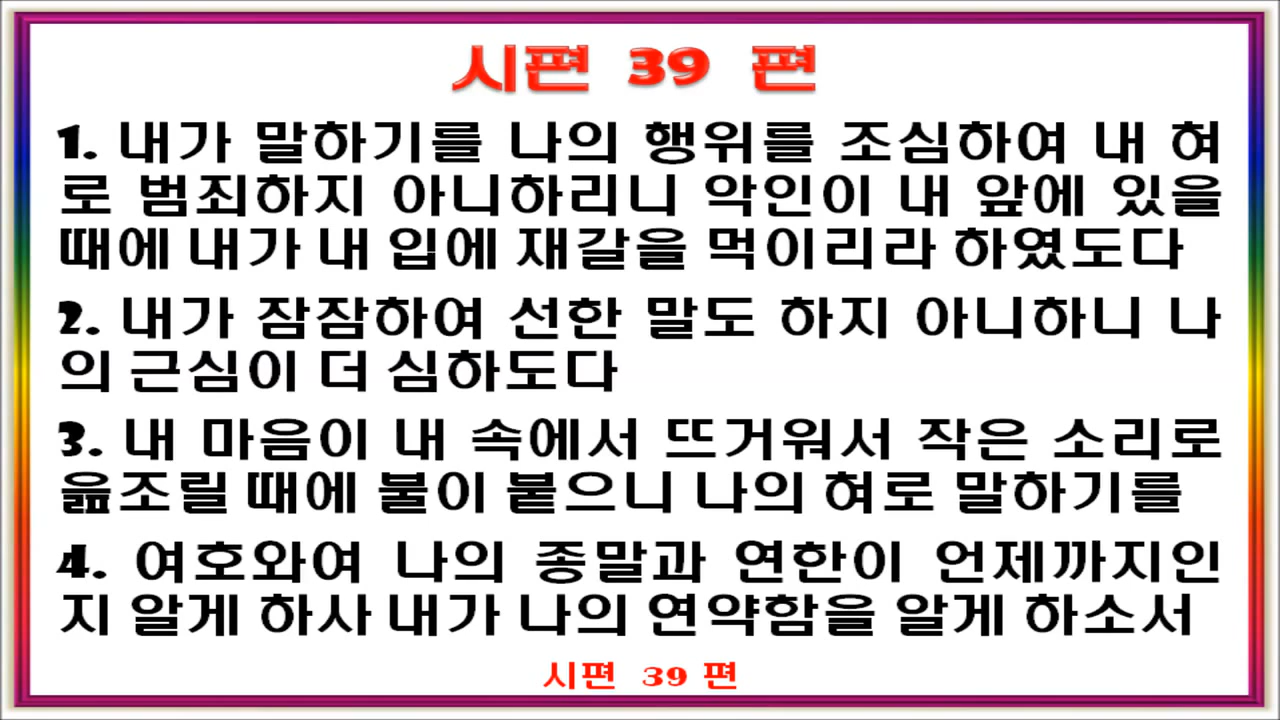 시편 39 편
1. 내가 말하기를 나의 행위를 조심하여 내 혀
로 범죄하지 아니하리니 악인이 내 앞에 있을
때에 내가 내 입에 재갈을 먹이리라 하였도다
2. 내가 잠잠하여 선한 말도 하지 아니하니 나
의 근심이 더 심하도다
3. 내 마음이 내 속에서 뜨거워서 작은 소리로
읊조릴 때에 불이 붙으니 나의 혀로 말하기를
4. 여호와여 나의 종말과 연한이 언제까지인
지 알게 하사 내가 나의 연약함을 알게 하소서
시편 39 편